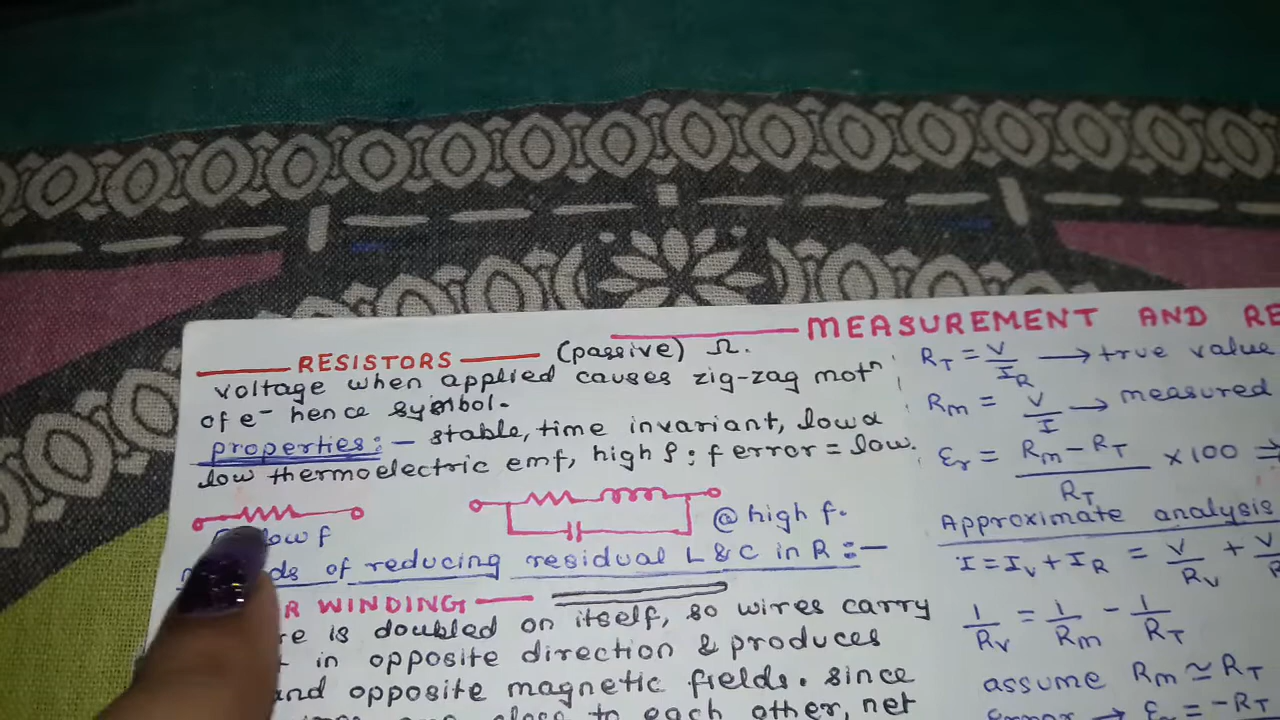 MEASUREMENT AND RE
RESISTORS (passive) Ω.
voltage when applied causes zig-zag motⁿ
of e⁻ hence symbol.
properties:- stable, time invariant, low α
low thermoelectric emf, high ρ; f error = low.
low f
@ high f.
ds of reducing residual L & C in R :-
R WINDING
re is doubled on itself, so wires carry
in opposite direction & produces
and opposite magnetic fields. since
close to each other, net
R_T = V/I_R → true value
R_m = V/I → measured
ε_r = (R_m - R_T)/R_T × 100 ⇒
Approximate analysis
I = I_V + I_R = V/R_V + V/R
1/R_V = 1/R_m - 1/R_T
assume R_m ≃ R_T
= -R_T